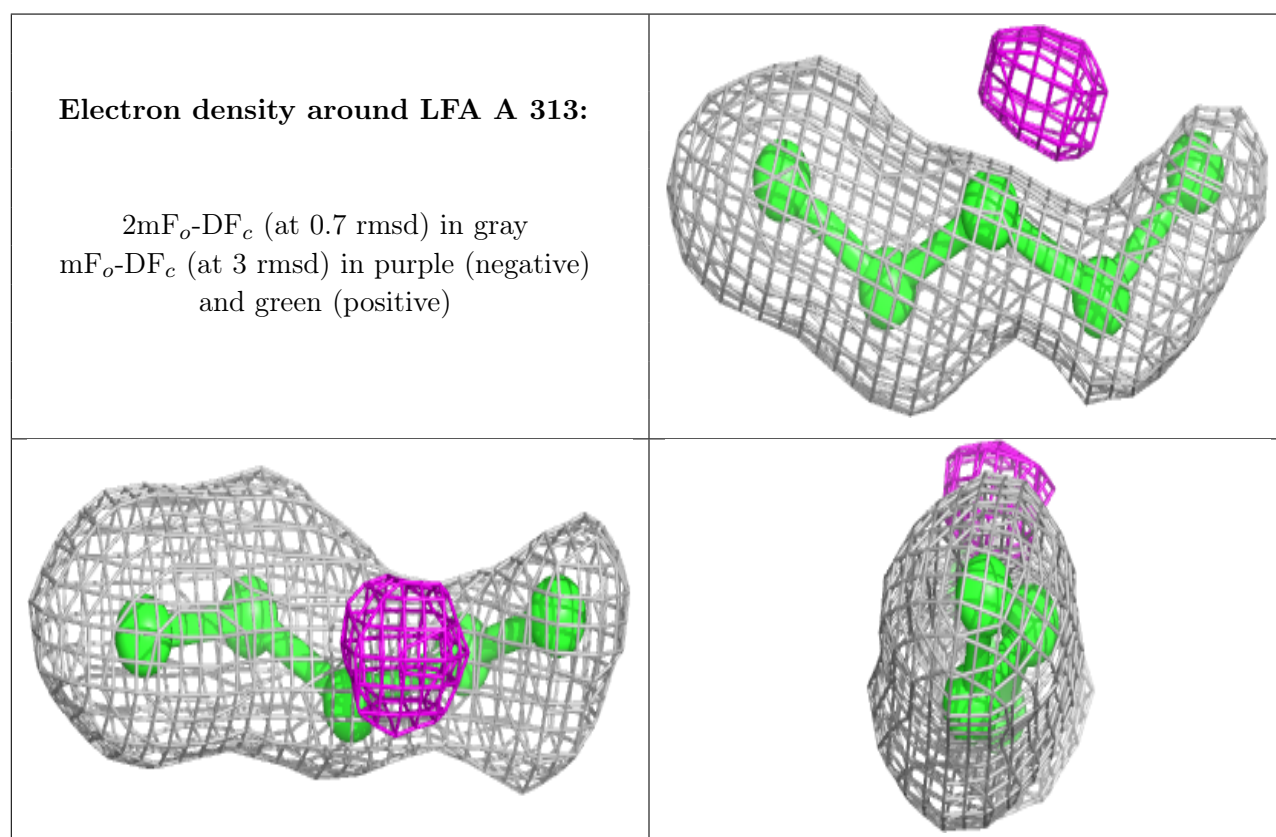 Electron density around LFA A 313:
2mFₒ-DF𝒸 (at 0.7 rmsd) in gray
mFₒ-DF𝒸 (at 3 rmsd) in purple (negative)
and green (positive)